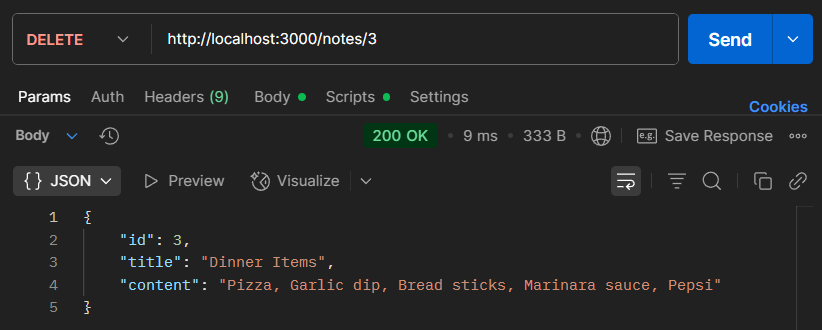 DELETE http://localhost:3000/notes/3 Send
Params Auth Headers (9) Body Scripts Settings Cookies
Body 200 OK 9 ms 333 B e.g. Save Response
{} JSON Preview Visualize
1 {
2 "id": 3,
3 "title": "Dinner Items",
4 "content": "Pizza, Garlic dip, Bread sticks, Marinara sauce, Pepsi"
5 }